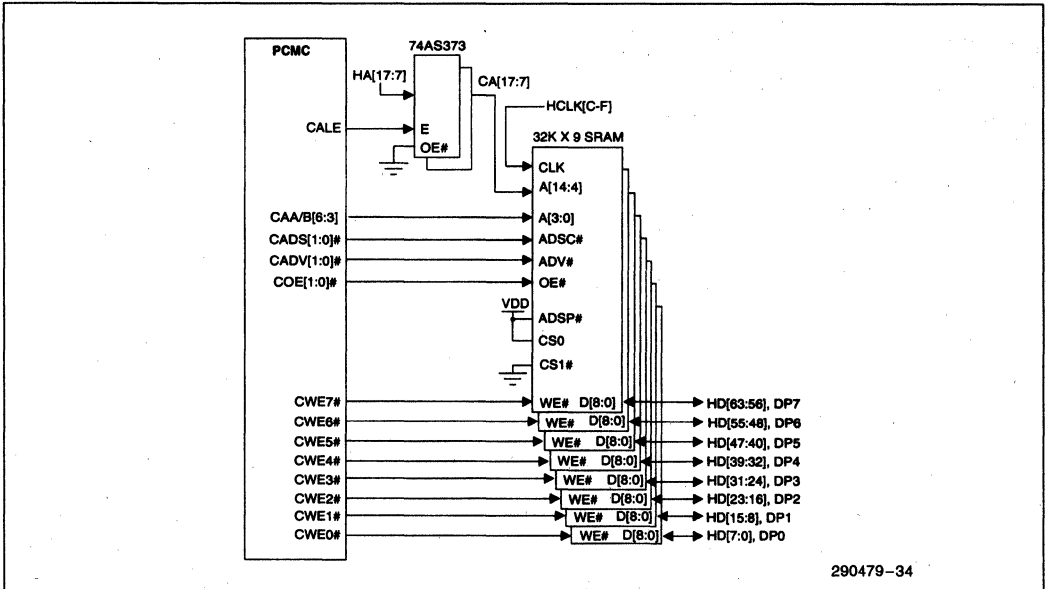 PCMC
74AS373
HA[17:7]
CA[17:7]
HCLK[C-F]
CALE
E
OE#
32K X 9 SRAM
CLK
A[14:4]
CAA/B[6:3]
A[3:0]
CADS[1:0]#
ADSC#
CADV[1:0]#
ADV#
COE[1:0]#
OE#
VDD
ADSP#
CS0
CS1#
CWE7# WE# D[8:0] HD[63:56], DP7
CWE6# WE# D[8:0] HD[55:48], DP6
CWE5# WE# D[8:0] HD[47:40], DP5
CWE4# WE# D[8:0] HD[39:32], DP4
CWE3# WE# D[8:0] HD[31:24], DP3
CWE2# WE# D[8:0] HD[23:16], DP2
CWE1# WE# D[8:0] HD[15:8], DP1
CWE0# WE# D[8:0] HD[7:0], DP0
290479–34